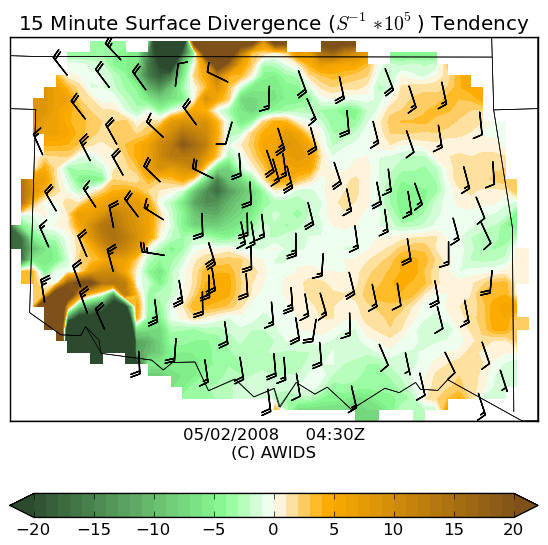 15 Minute Surface Divergence (S⁻¹ *10⁵ ) Tendency
05/02/2008 04:30Z
(C) AWIDS
−20 −15 −10 −5 0 5 10 15 20